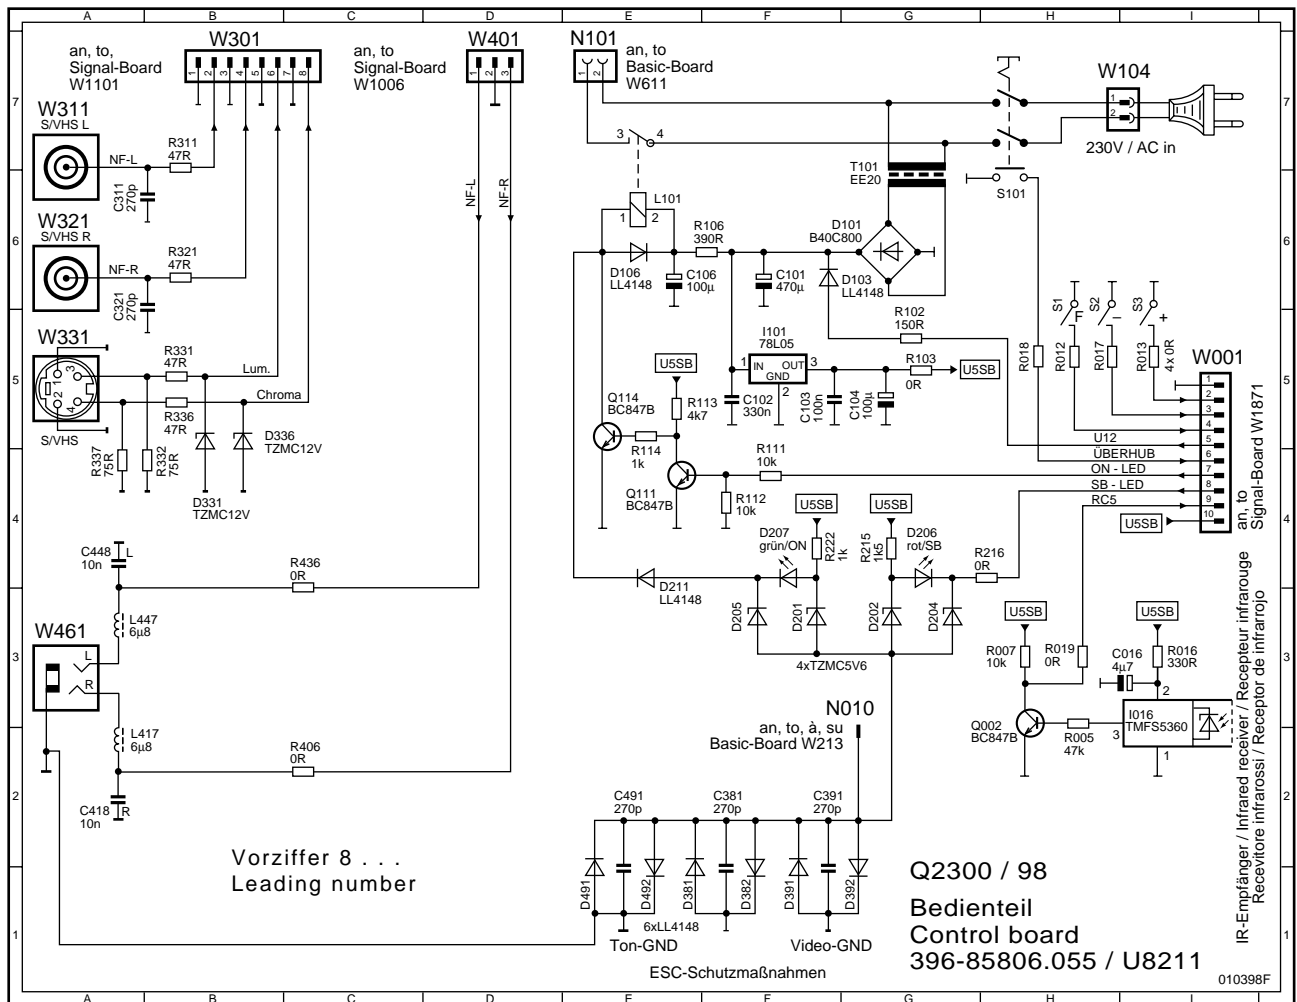 A B C D E F G H I
W301
W401
N101
an, to,
Signal-Board
W1101
1 2 3 4 5 6 7 8
an, to
Signal-Board
W1006
1 2 3
1 2
an, to
Basic-Board
W611
W104
1
2
7
7
W311
S/VHS L
NF-L
R311
47R
C311
270p
3 4
T101
EE20
S101
230V / AC in
NF-L
NF-R
L101
1 2
W321
S/VHS R
NF-R
R321
47R
C321
270p
R106
390R
D101
B40C800
6
6
D106
LL4148
C106
100µ
C101
470µ
D103
LL4148
S1
F
S2
–
S3
+
W331
1
2
3
4
S/VHS
R331
47R
Lum.
Chroma
R336
47R
I101
78L05
IN OUT
GND
1
3
2
R102
150R
R103
0R
U5SB
U5SB
R018
R012
R017
R013
4x 0R
W001
1
2
3
4
5
6
7
8
9
10
5
5
Q114
BC847B
R113
4k7
C102
330n
C103
100n
C104
100µ
R337
75R
R332
75R
D336
TZMC12V
D331
TZMC12V
R114
1k
Q111
BC847B
R111
10k
R112
10k
U12
ÜBERHUB
ON - LED
SB - LED
RC5
U5SB
an, to
Signal-Board W1871
4
4
U5SB
U5SB
D207
grün/ON
R222
1k
R215
1k5
D206
rot/SB
R216
0R
C448
10n
L
R436
0R
D211
LL4148
D205
D201
D202
D204
4xTZMC5V6
U5SB
U5SB
L447
6µ8
W461
L
R
3
3
R007
10k
R019
0R
C016
4µ7
R016
330R
2
I016
TMFS5360
3
1
Q002
BC847B
R005
47k
IR-Empfänger / Infrared receiver / Recepteur infrarouge
Recevitore infrarossi / Receptor de infrarrojo
N010
an, to, à, su
Basic-Board W213
L417
6µ8
R406
0R
2
2
C418
10n
R
C491
270p
C381
270p
C391
270p
Vorziffer 8 . . .
Leading number
D491
D492
D381
D382
D391
D392
6xLL4148
Ton-GND
Video-GND
ESC-Schutzmaßnahmen
Q2300 / 98
Bedienteil
Control board
396-85806.055 / U8211
1
1
010398F
A B C D E F G H I